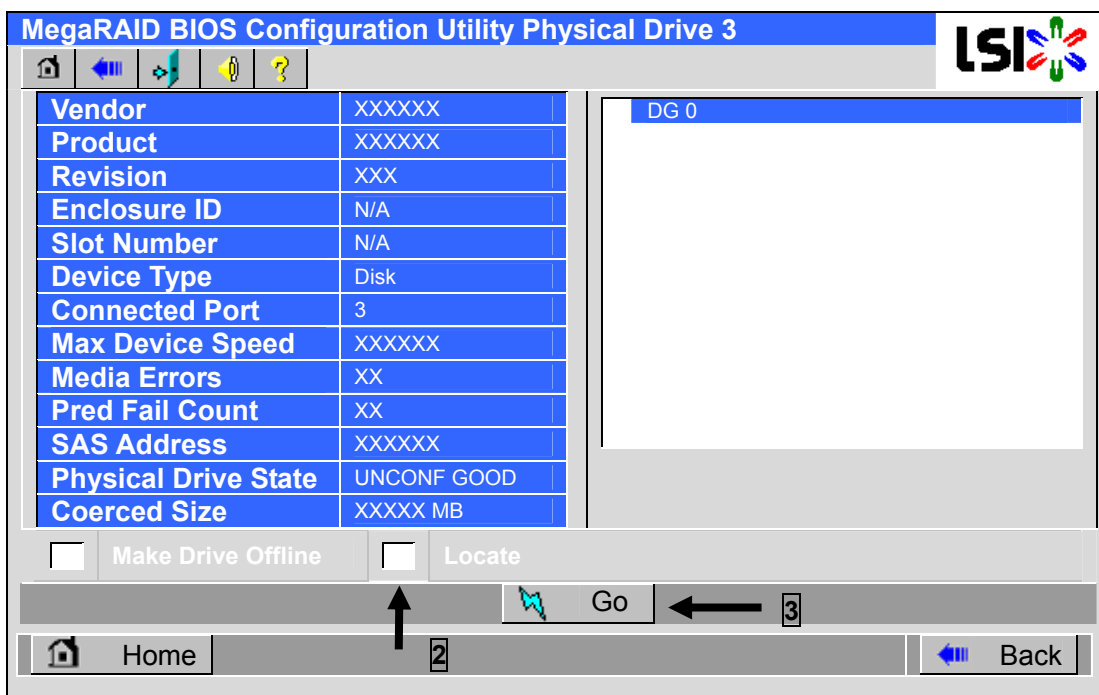 MegaRAID BIOS Configuration Utility Physical Drive 3
LSI
Vendor XXXXXX
Product XXXXXX
Revision XXX
Enclosure ID N/A
Slot Number N/A
Device Type Disk
Connected Port 3
Max Device Speed XXXXXX
Media Errors XX
Pred Fail Count XX
SAS Address XXXXXX
Physical Drive State UNCONF GOOD
Coerced Size XXXXX MB
DG 0
Make Drive Offline Locate
Go 3
2
Home Back